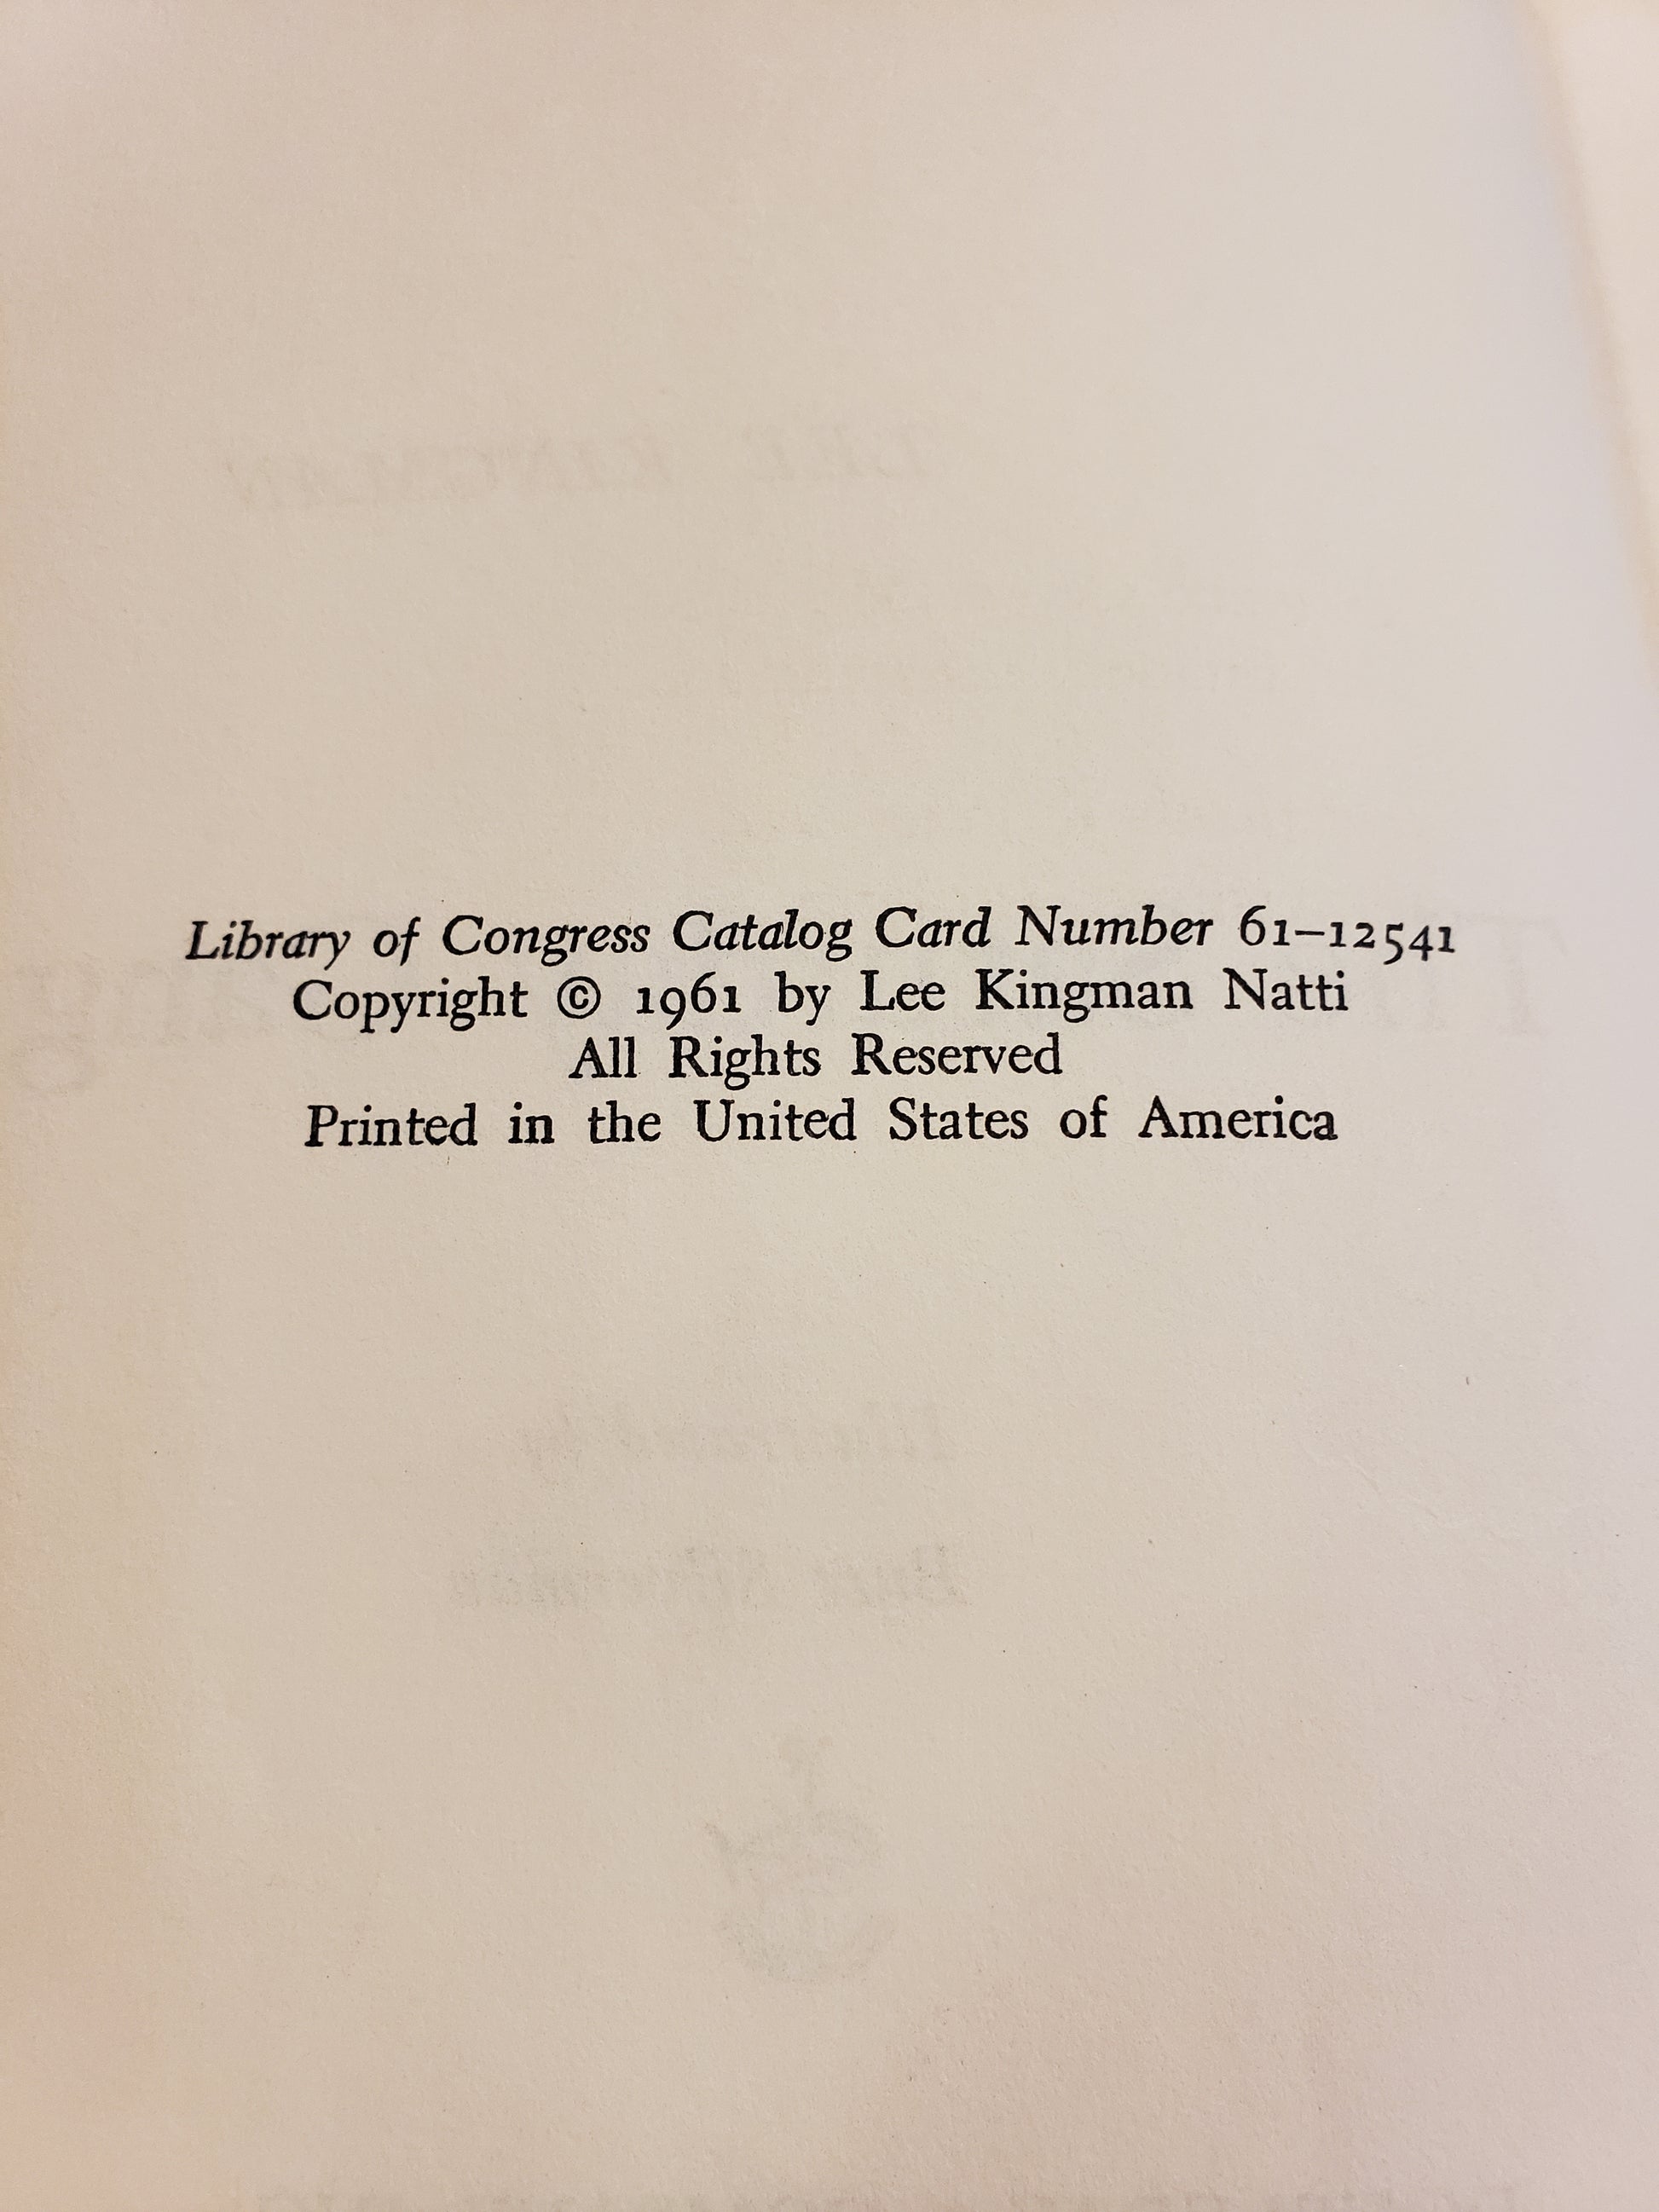 Library of Congress Catalog Card Number 61–12541
Copyright © 1961 by Lee Kingman Natti
All Rights Reserved
Printed in the United States of America